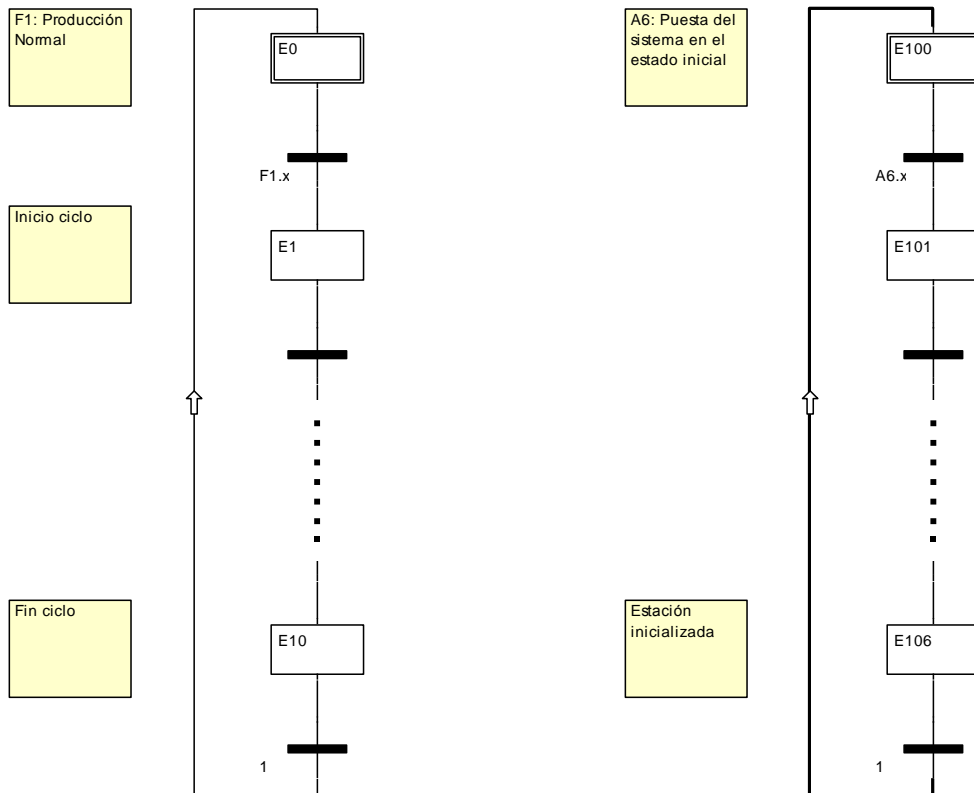 F1: Producción
Normal
E0
F1.x
Inicio ciclo
E1
Fin ciclo
E10
1
A6: Puesta del
sistema en el
estado inicial
E100
A6.x
E101
Estación
inicializada
E106
1